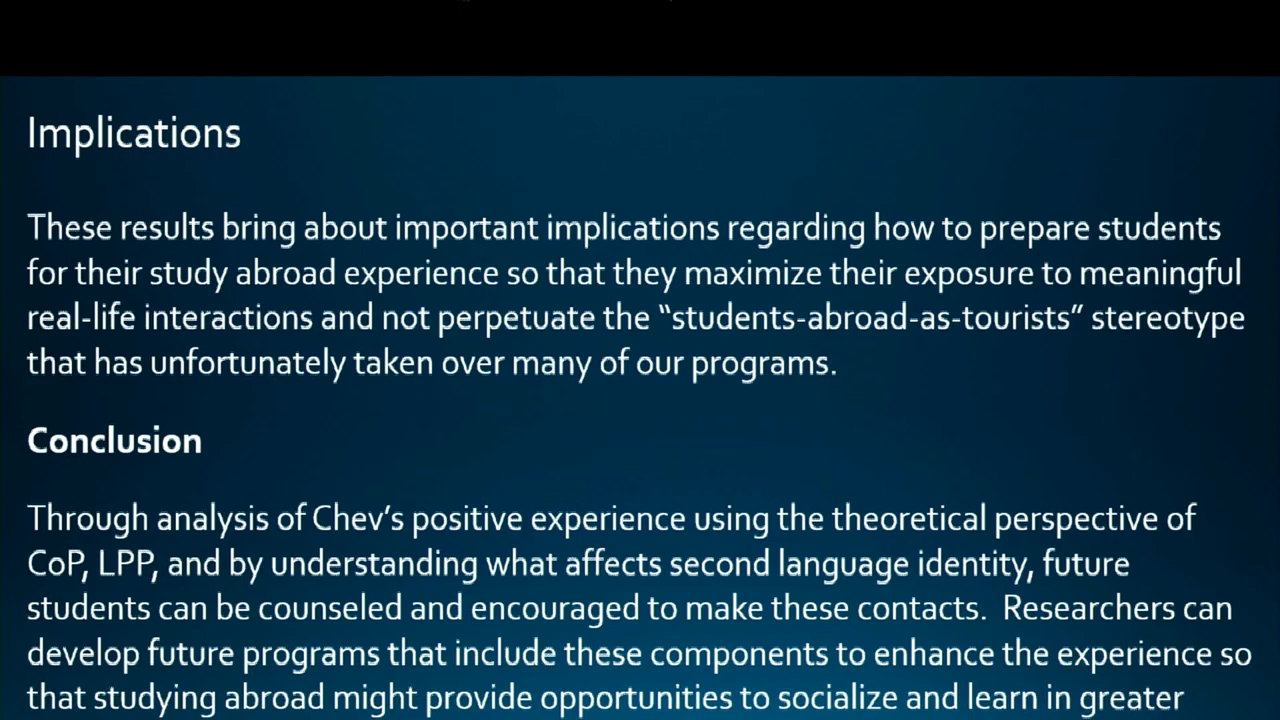 Implications
These results bring about important implications regarding how to prepare students
for their study abroad experience so that they maximize their exposure to meaningful
real-life interactions and not perpetuate the “students-abroad-as-tourists” stereotype
that has unfortunately taken over many of our programs.
Conclusion
Through analysis of Chev’s positive experience using the theoretical perspective of
CoP, LPP, and by understanding what affects second language identity, future
students can be counseled and encouraged to make these contacts.  Researchers can
develop future programs that include these components to enhance the experience so
that studying abroad might provide opportunities to socialize and learn in greater